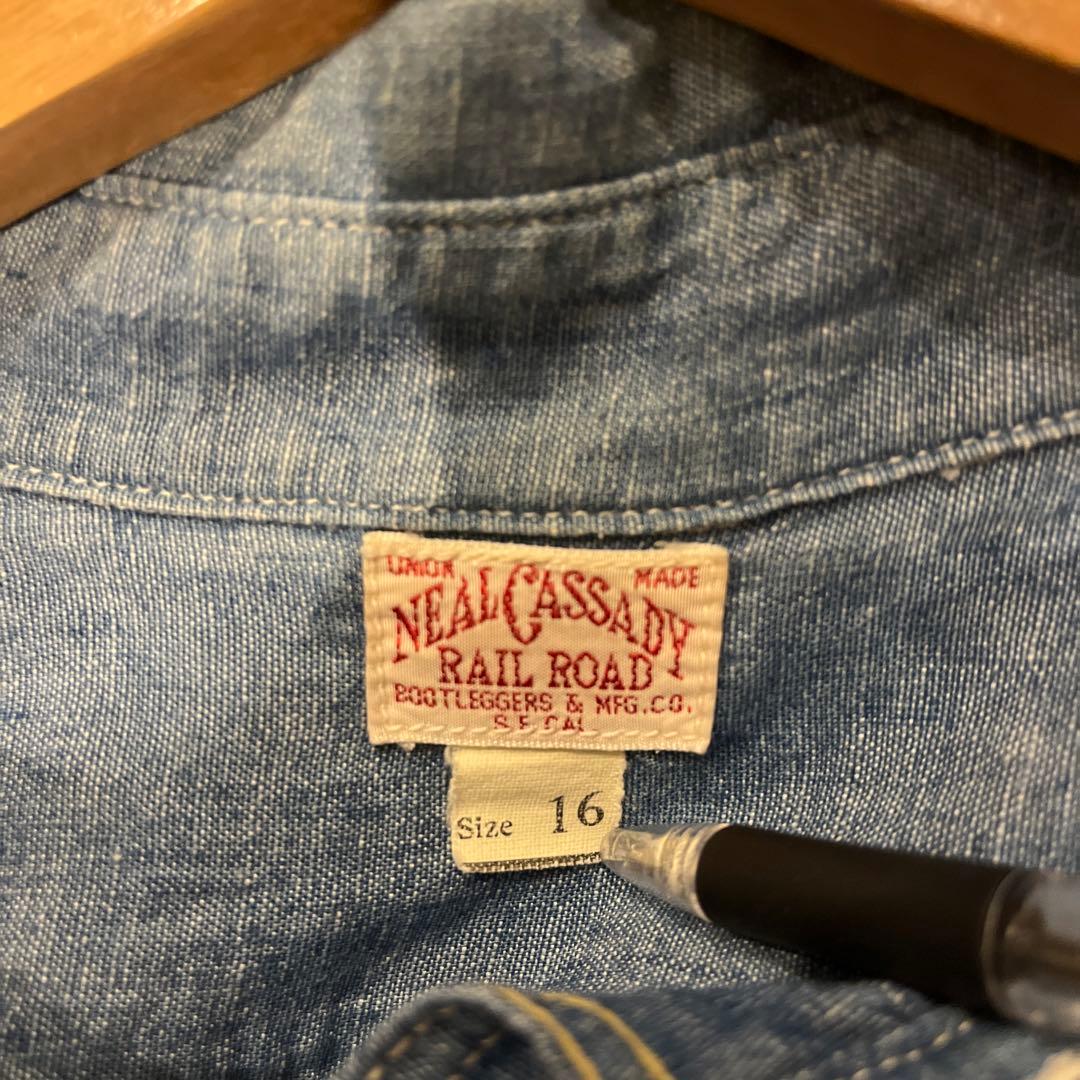 UNION MADE
NEAL CASSADY
RAIL ROAD
BOOTLEGGERS & MFG.CO.
S.F. CAL
Size 16